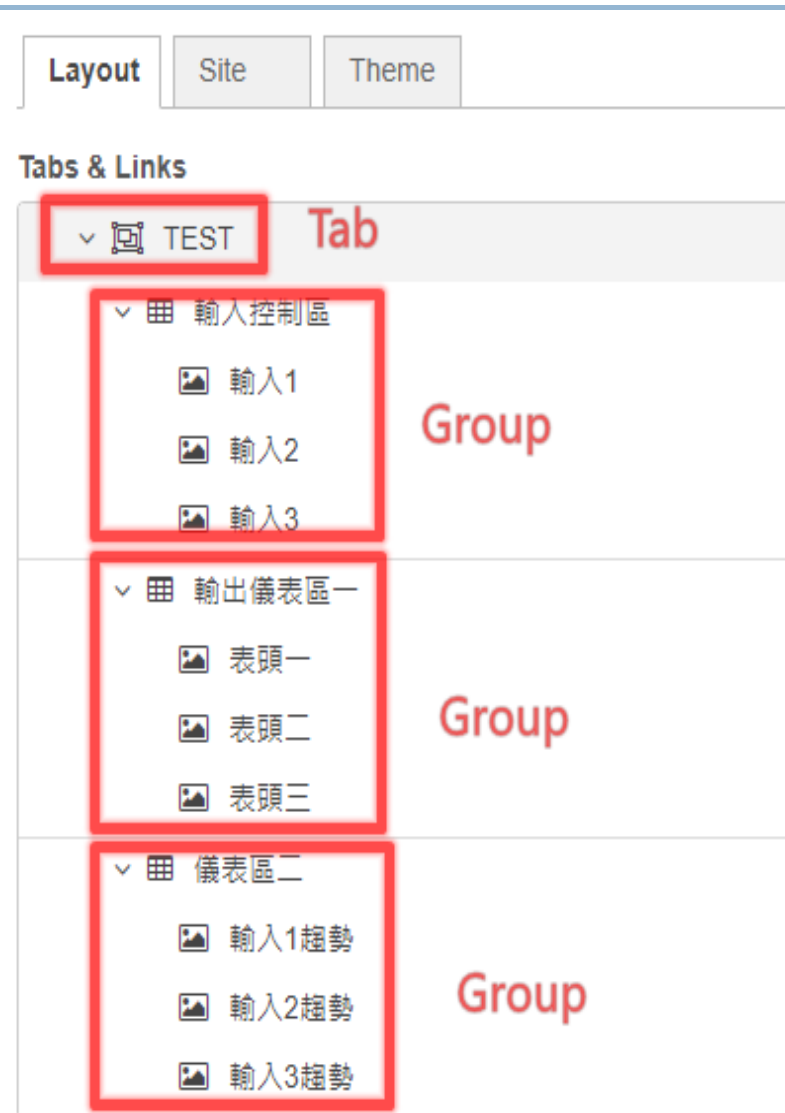 Layout Site Theme
Tabs & Links
TEST Tab
輸入控制區
輸入1
Group
輸入2
輸入3
輸出儀表區一
表頭一
Group
表頭二
表頭三
儀表區二
輸入1趨勢
Group
輸入2趨勢
輸入3趨勢